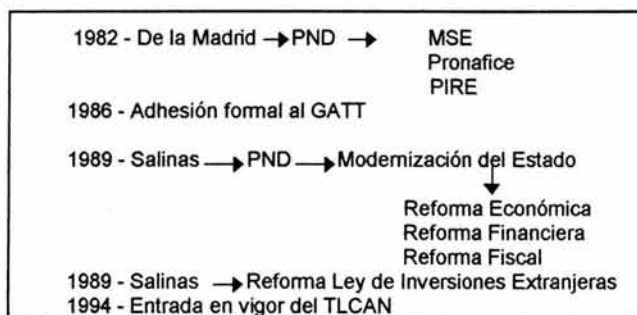 1982 - De la Madrid → PND → MSE
Pronafice
PIRE
1986 - Adhesión formal al GATT
1989 - Salinas → PND → Modernización del Estado
Reforma Económica
Reforma Financiera
Reforma Fiscal
1989 - Salinas → Reforma Ley de Inversiones Extranjeras
1994 - Entrada en vigor del TLCAN